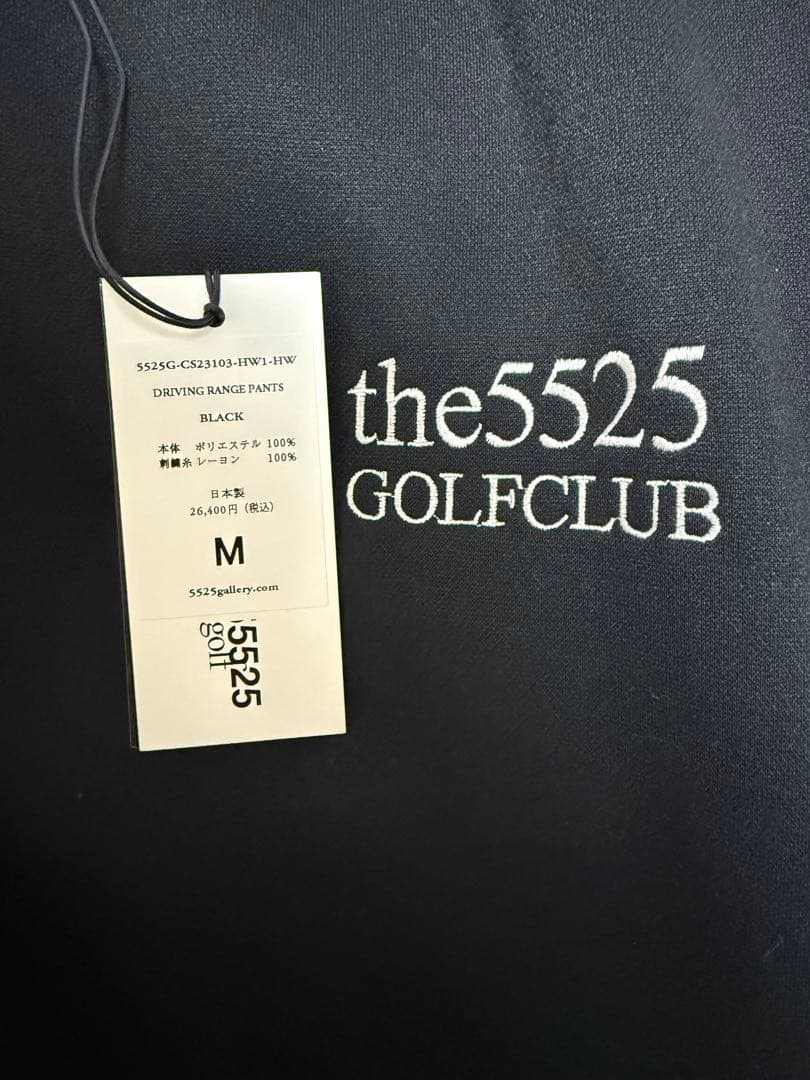 5525G-CS23103-HW1-HW
DRIVING RANGE PANTS
BLACK
本体 ポリエステル 100%
刺繍糸 レーヨン 100%
日本製
26,400円(税込)
M
5525gallery.com
5525
golf
the5525
GOLFCLUB